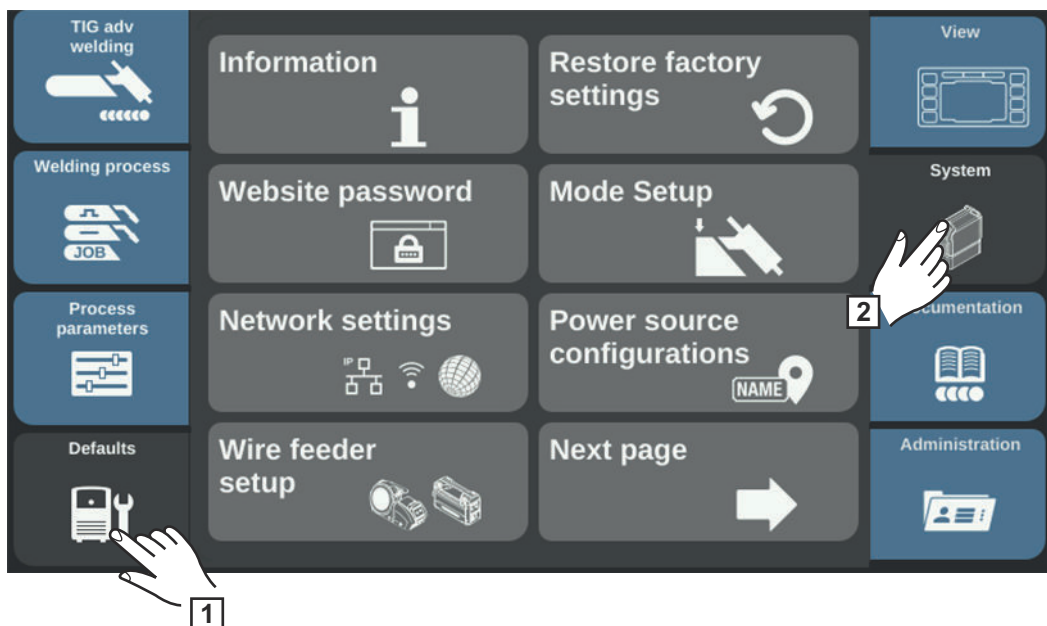 TIG adv
welding
Welding process
JOB
Process
parameters
Defaults
1
Information
Restore factory
settings
Website password
Mode Setup
Network settings
IP
Power source
configurations
NAME
Wire feeder
setup
Next page
View
System
2
ocumentation
Administration